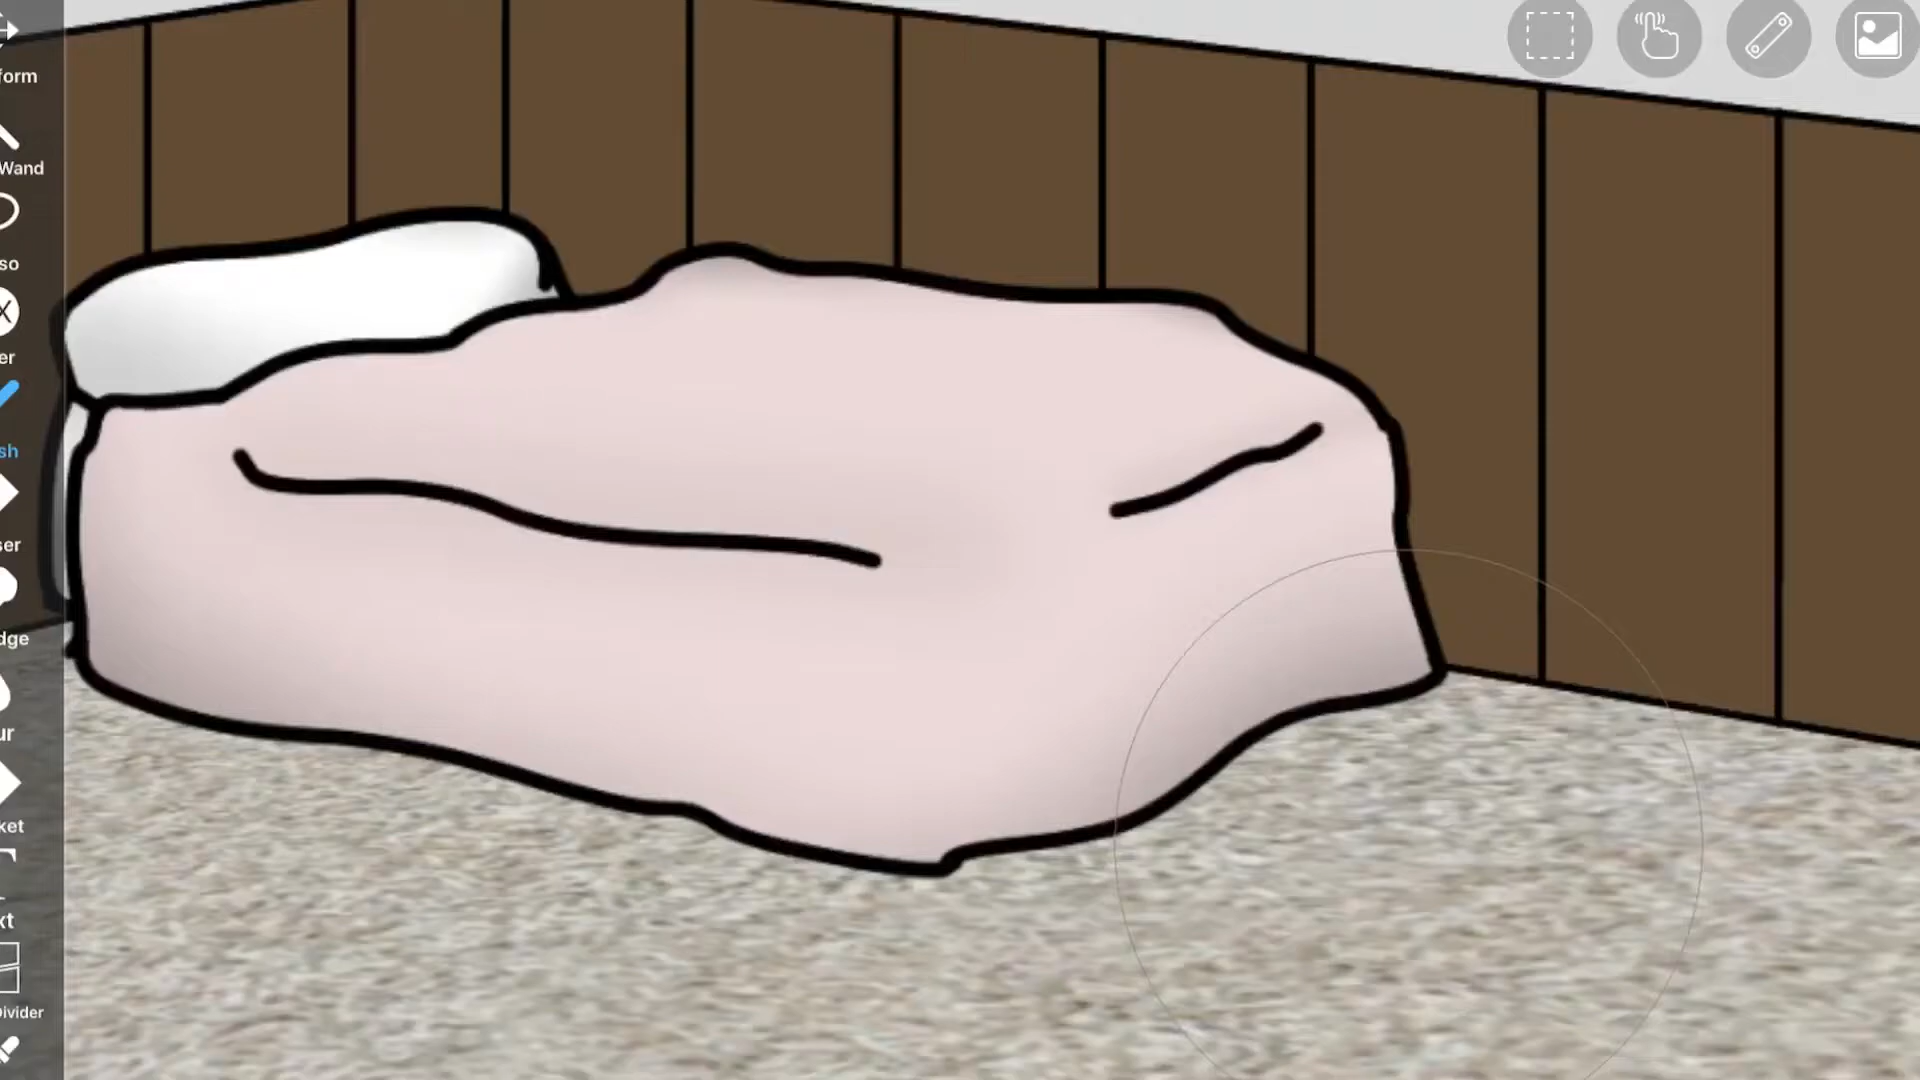 form
Wand
so
X
er
sh
ser
dge
ur
ket
xt
Divider